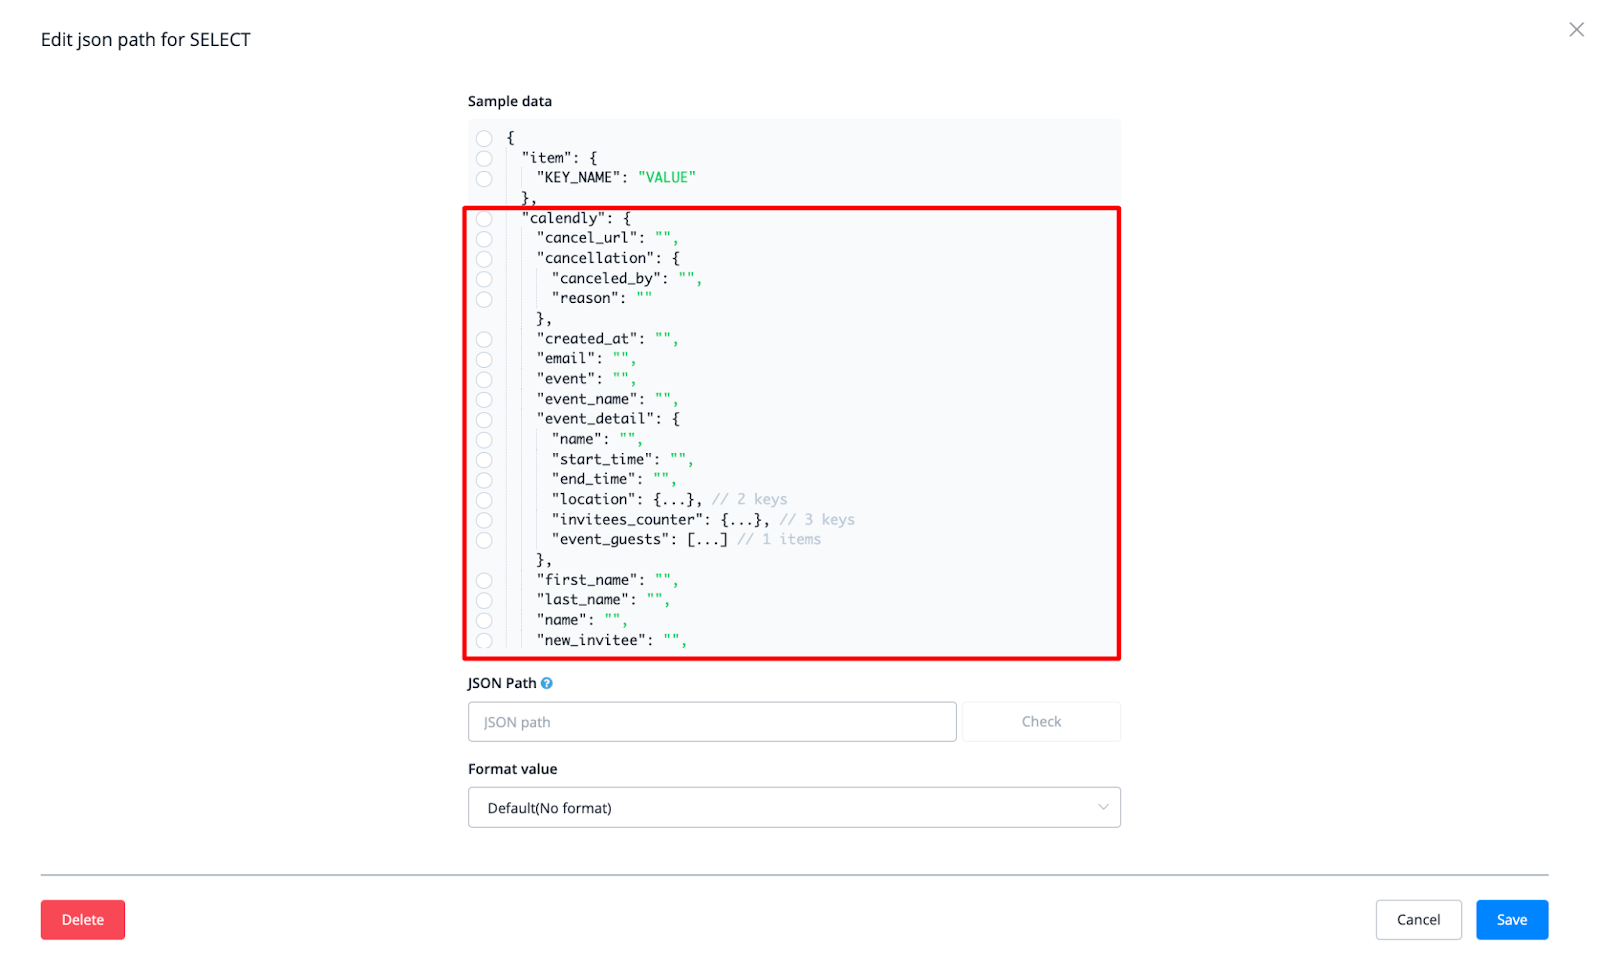 Edit json path for SELECT
Sample data
{
"item": {
"KEY_NAME": "VALUE"
},
"calendly": {
"cancel_url": "",
"cancellation": {
"canceled_by": "",
"reason": ""
},
"created_at": "",
"email": "",
"event": "",
"event_name": "",
"event_detail": {
"name": "",
"start_time": "",
"end_time": "",
"location": {...}, // 2 keys
"invitees_counter": {...}, // 3 keys
"event_guests": [...] // 1 items
},
"first_name": "",
"last_name": "",
"name": "",
"new_invitee": "",
JSON Path ?
JSON path
Check
Format value
Default(No format)
Delete
Cancel
Save